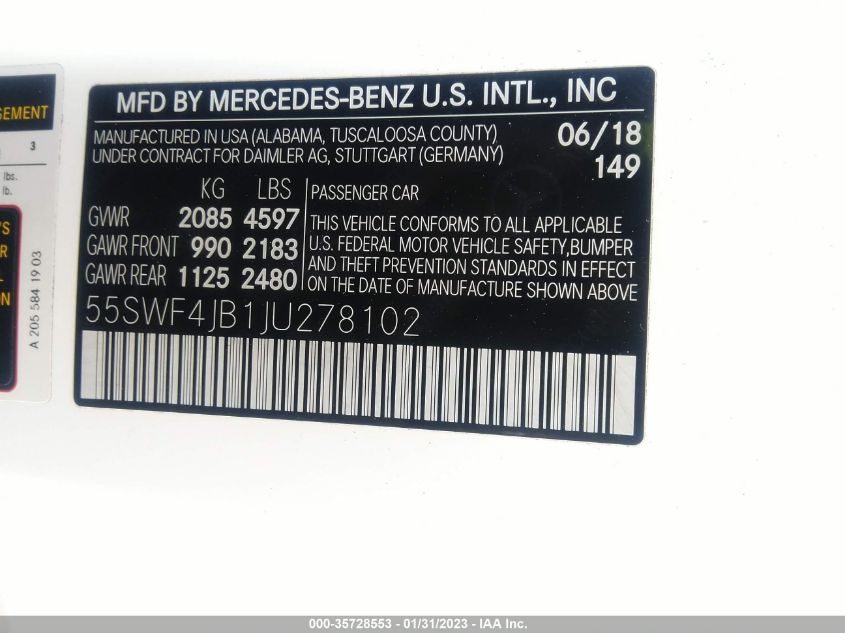 GEMENT
3
lbs.
lb.
'S
R
L
ON
A 205 584 19 03
MFD BY MERCEDES-BENZ U.S. INTL., INC
MANUFACTURED IN USA (ALABAMA, TUSCALOOSA COUNTY) 06/18
UNDER CONTRACT FOR DAIMLER AG, STUTTGART (GERMANY) 149
KG LBS
GVWR 2085 4597
GAWR FRONT 990 2183
GAWR REAR 1125 2480
PASSENGER CAR
THIS VEHICLE CONFORMS TO ALL APPLICABLE
U.S. FEDERAL MOTOR VEHICLE SAFETY,BUMPER
AND THEFT PREVENTION STANDARDS IN EFFECT
ON THE DATE OF MANUFACTURE SHOWN ABOVE
55SWF4JB1JU278102
000-35728553 — 01/31/2023 — IAA Inc.